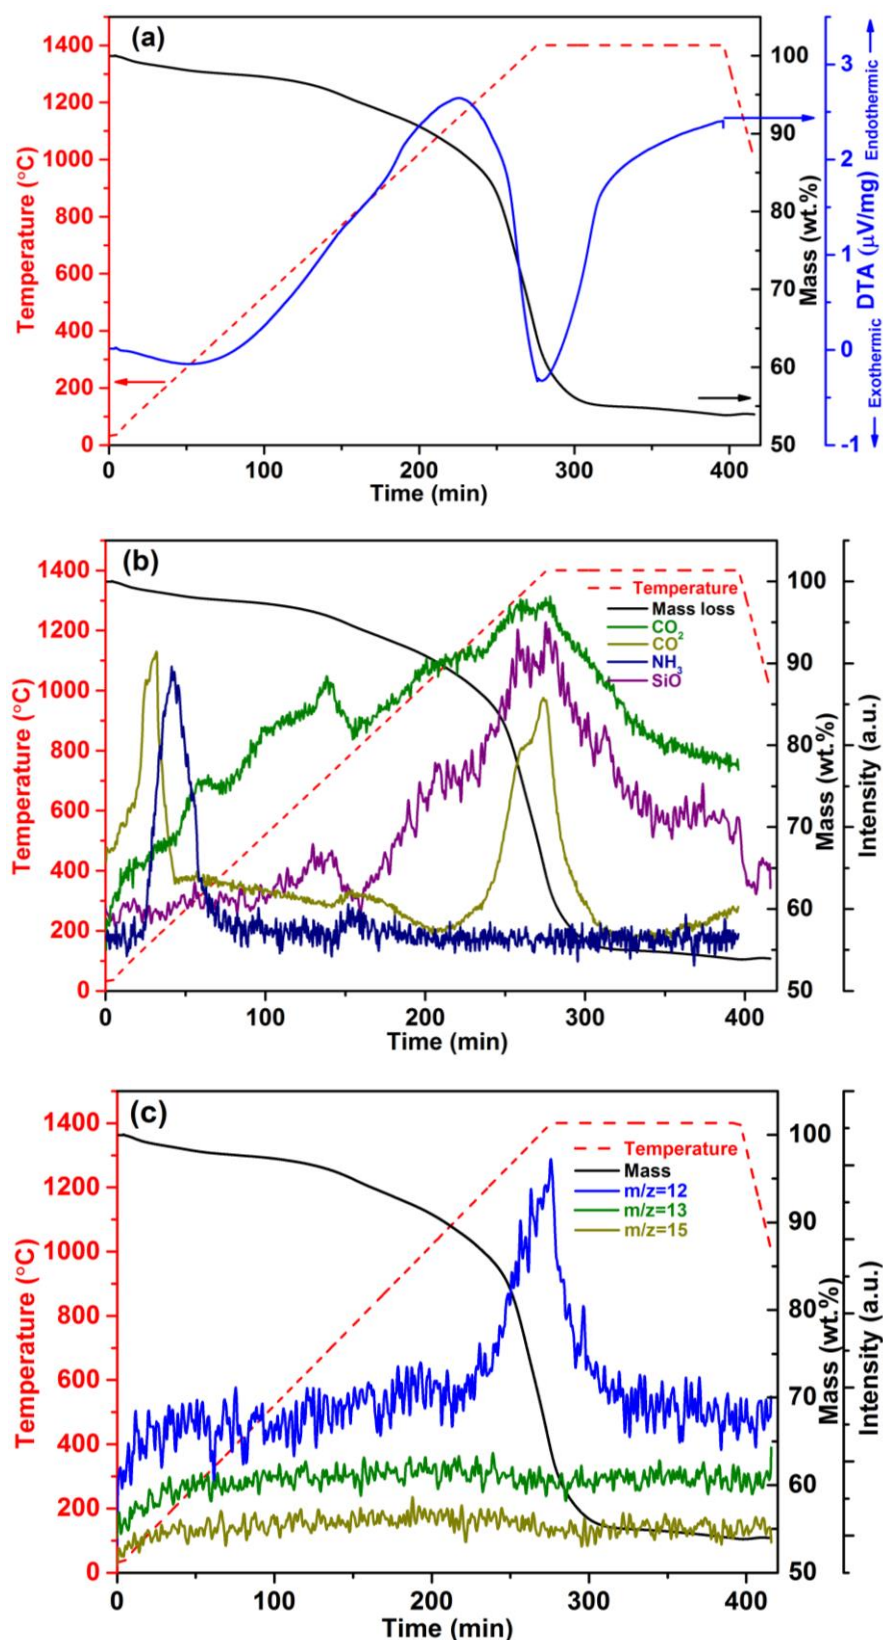 (a)
1400
1200
1000
800
600
400
200
0
Temperature (°C)
0
100
200
300
400
Time (min)
100
90
80
70
60
50
Mass (wt.%)
3
2
1
0
-1
Exothermic DTA (μV/mg) Endothermic
(b)
1400
1200
1000
800
600
400
200
0
Temperature (°C)
Temperature
Mass loss
CO2
CO
NH3
SiO
0
100
200
300
400
Time (min)
100
90
80
70
60
50
Mass (wt.%)
Intensity (a.u.)
(c)
1400
1200
1000
800
600
400
200
0
Temperature (°C)
Temperature
Mass
m/z=12
m/z=13
m/z=15
0
100
200
300
400
Time (min)
100
90
80
70
60
50
Mass (wt.%)
Intensity (a.u.)